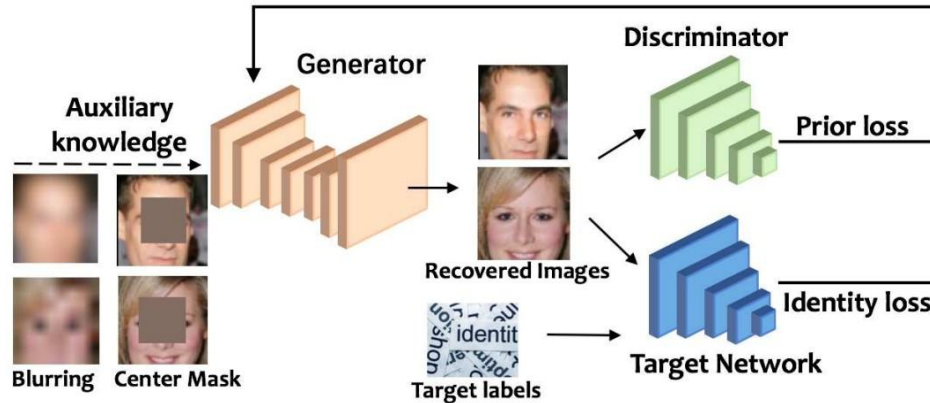 Generator
Discriminator
Auxiliary
knowledge
Prior loss
Recovered Images
identit
Identity loss
Blurring
Center Mask
Target labels
Target Network